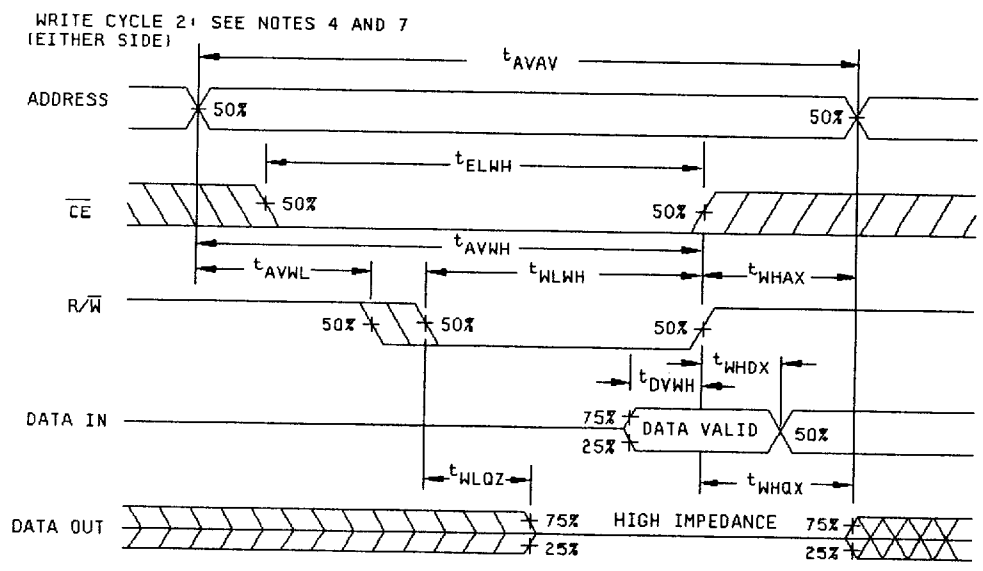 WRITE CYCLE 2: SEE NOTES 4 AND 7
(EITHER SIDE)
tAVAV
ADDRESS
50%
50%
tELWH
CE
50%
50%
tAVWH
tAVWL
tWLWH
tWHAX
R/W
50%
50%
50%
tWHDX
tDVWH
DATA IN
75%
DATA VALID
50%
25%
tWLQZ
tWHQX
DATA OUT
75%
HIGH IMPEDANCE
75%
25%
25%